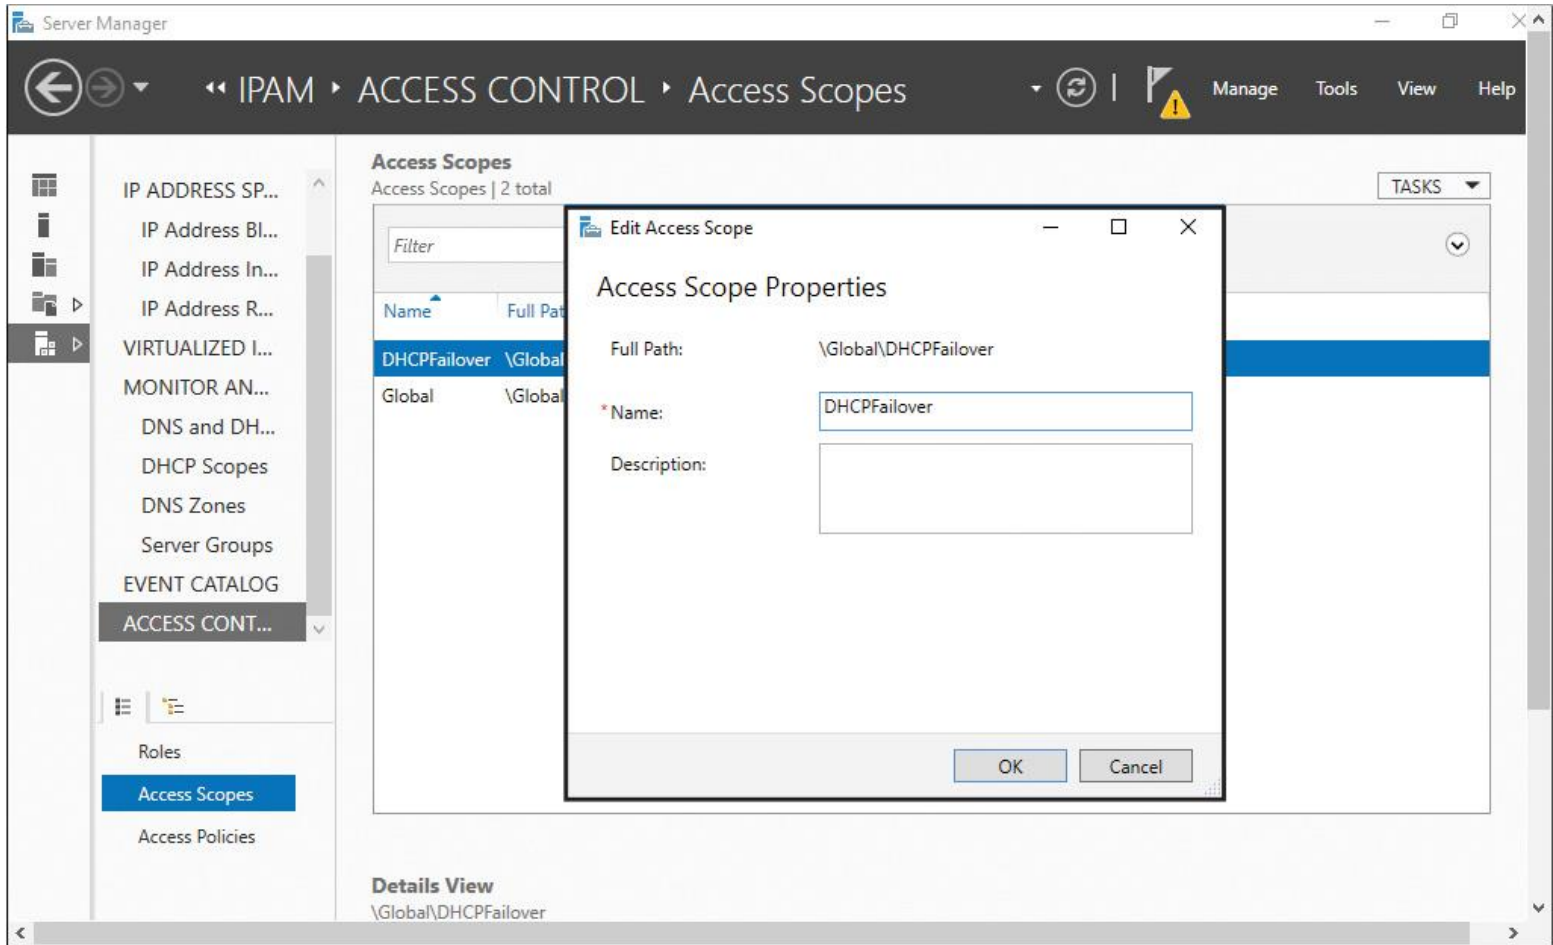 Server Manager
IPAM ACCESS CONTROL Access Scopes
Manage Tools View Help
IP ADDRESS SP...
IP Address Bl...
IP Address In...
IP Address R...
VIRTUALIZED I...
MONITOR AN...
DNS and DH...
DHCP Scopes
DNS Zones
Server Groups
EVENT CATALOG
ACCESS CONT...
Roles
Access Scopes
Access Policies
Access Scopes
Access Scopes | 2 total
TASKS
Filter
Name Full Pat
DHCPFailover \Global
Global \Global
Edit Access Scope
Access Scope Properties
Full Path: \Global\DHCPFailover
*Name: DHCPFailover
Description:
OK Cancel
Details View
\Global\DHCPFailover